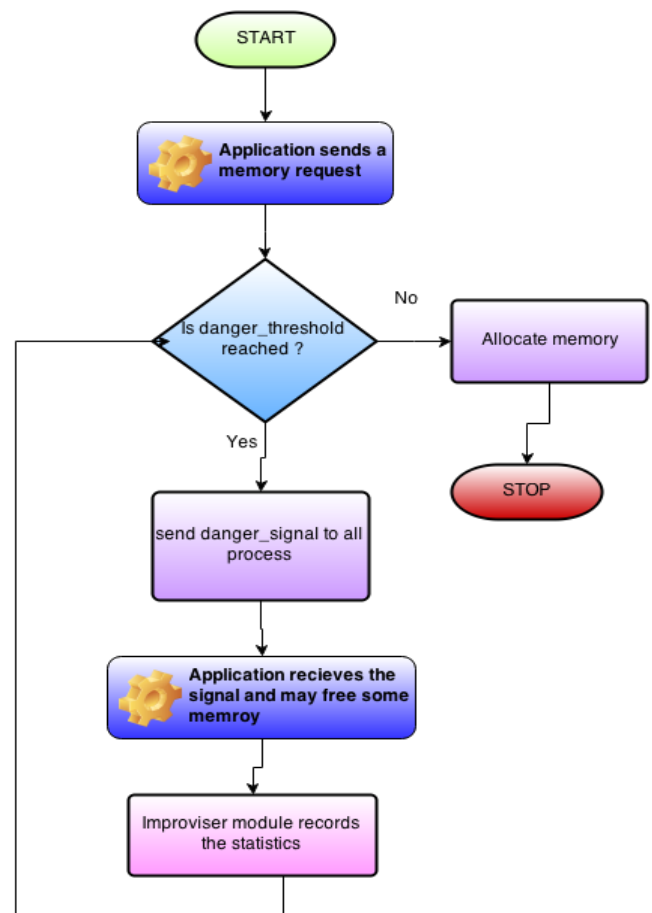 START
Application sends a
memory request
Is danger_threshold
reached ?
No
Allocate memory
Yes
STOP
send danger_signal to all
process
Application recieves the
signal and may free some
memroy
Improviser module records
the statistics